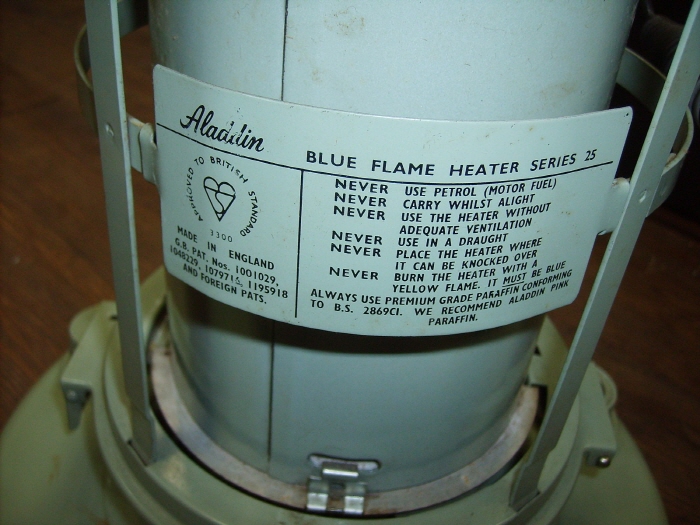 Aladdin
BLUE FLAME HEATER SERIES 25
APPROVED TO BRITISH STANDARD
3300
MADE IN ENGLAND
G.B. PAT. Nos. 1001029,
1048229, 1195918
AND FOREIGN PATS.
NEVER USE PETROL (MOTOR FUEL)
NEVER CARRY WHILST ALIGHT
NEVER USE THE HEATER WITHOUT
ADEQUATE VENTILATION
NEVER USE IN A DRAUGHT
NEVER PLACE THE HEATER WHERE
IT CAN BE KNOCKED OVER
NEVER BURN THE HEATER WITH A
YELLOW FLAME. IT MUST BE BLUE
ALWAYS USE PREMIUM GRADE PARAFFIN CONFORMING
TO B.S. 2869C1. WE RECOMMEND ALADDIN PINK
PARAFFIN.